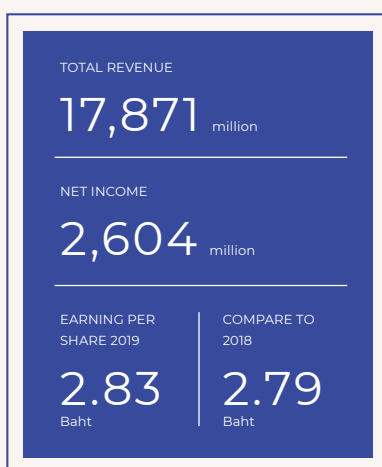 TOTAL REVENUE
17,871 million
NET INCOME
2,604 million
EARNING PER
SHARE 2019
2.83
Baht
COMPARE TO
2018
2.79
Baht